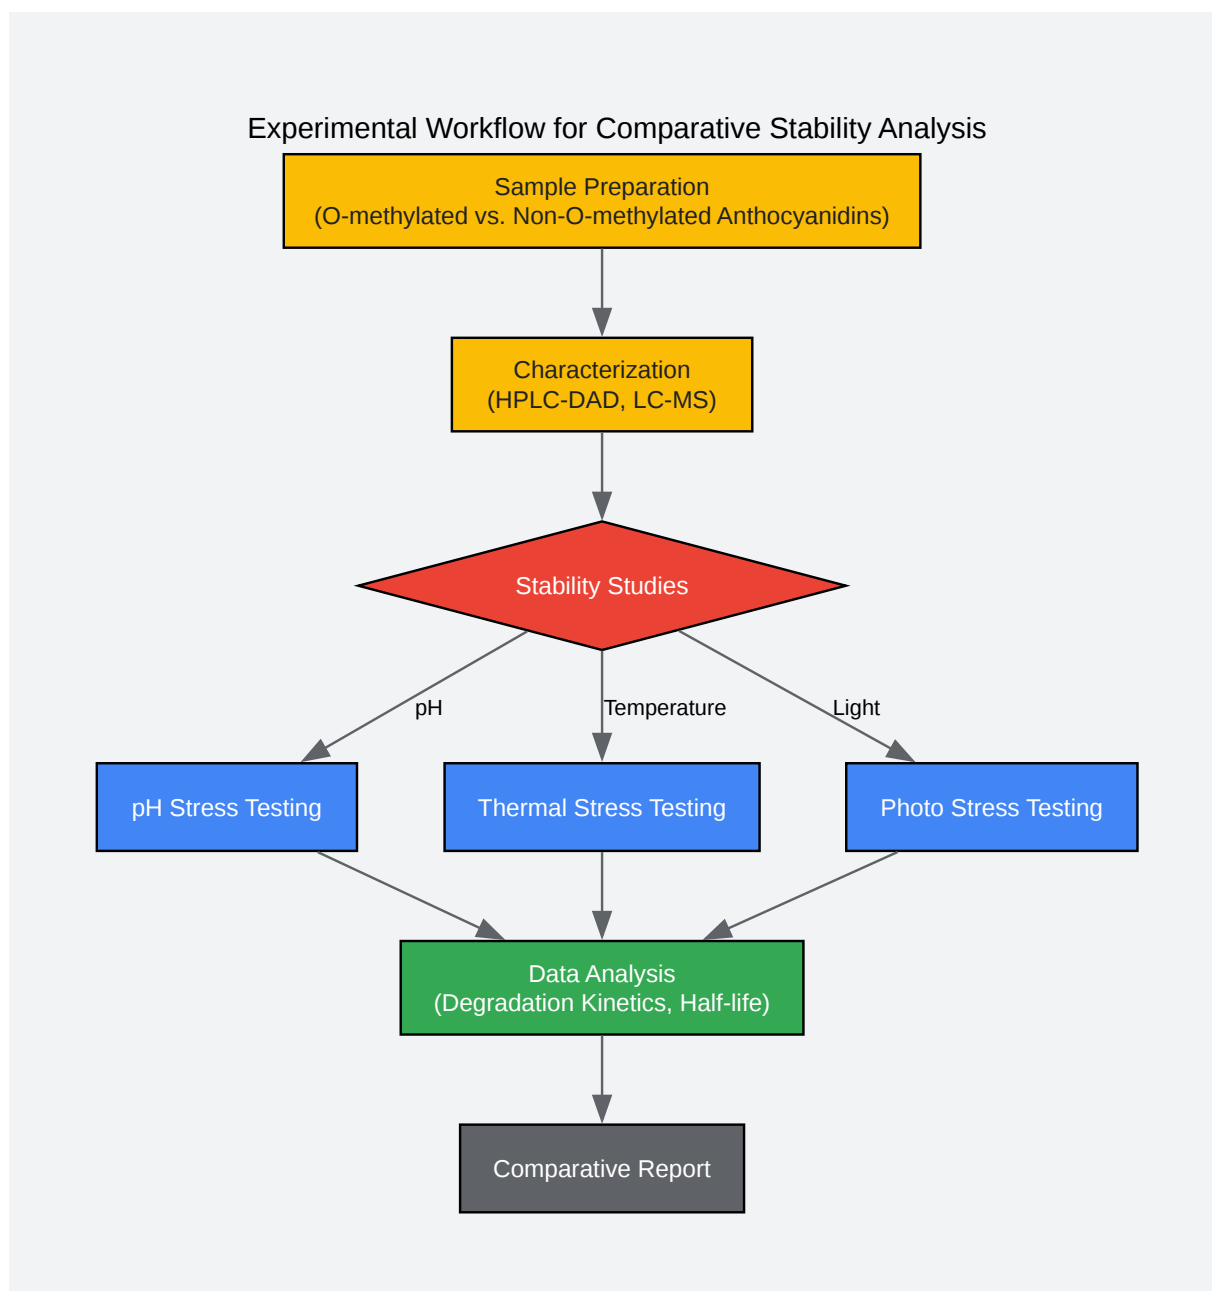 Experimental Workflow for Comparative Stability Analysis
Sample Preparation
(O-methylated vs. Non-O-methylated Anthocyanidins)
Characterization
(HPLC-DAD, LC-MS)
Stability Studies
pH
Temperature
Light
pH Stress Testing
Thermal Stress Testing
Photo Stress Testing
Data Analysis
(Degradation Kinetics, Half-life)
Comparative Report